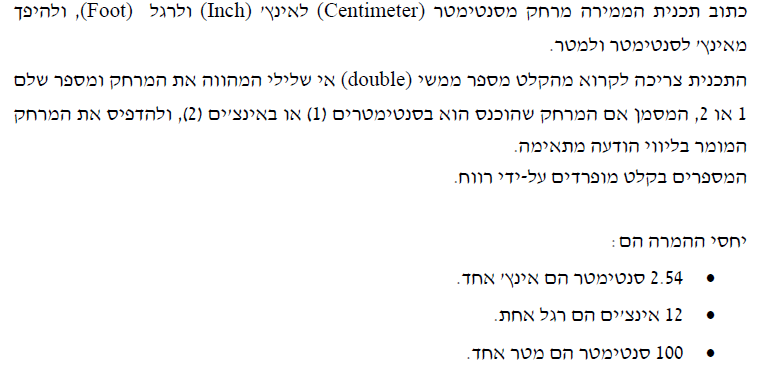 כתוב תכנית הממירה מרחק מסנטימטר (Centimeter) לאינץ' (Inch) ולרגל (Foot), ולהיפך
מאינץ' לסנטימטר ולמטר.
התכנית צריכה לקרוא מהקלט מספר ממשי (double) אי שלילי המהווה את המרחק ומספר שלם
1 או 2, המסמן אם המרחק שהוכנס הוא בסנטימטרים (1) או באינצ'ים (2), ולהדפיס את המרחק
המומר בליווי הודעה מתאימה.
המספרים בקלט מופרדים על-ידי רווח.
יחסי ההמרה הם:
• 2.54 סנטימטר הם אינץ' אחד.
• 12 אינצ'ים הם רגל אחת.
• 100 סנטימטר הם מטר אחד.